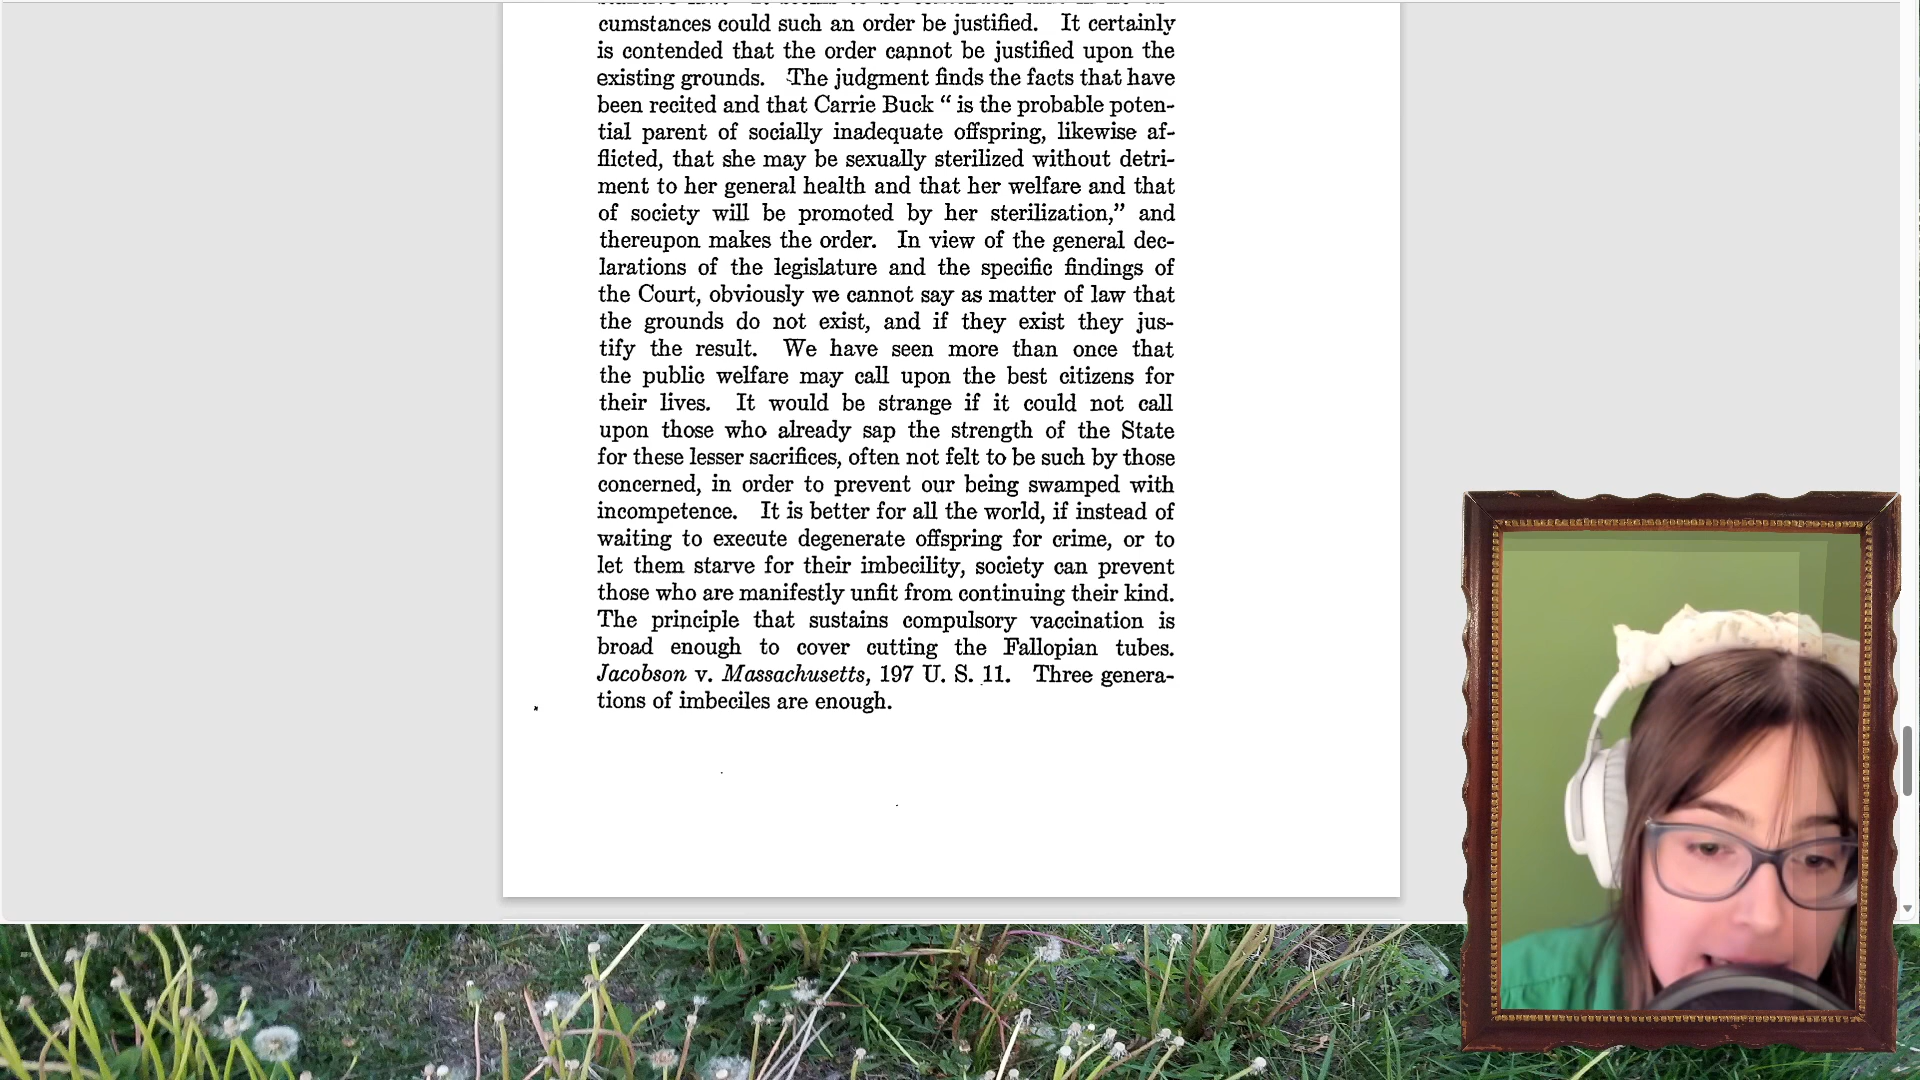 cumstances could such an order be justified. It certainly
is contended that the order cannot be justified upon the
existing grounds. The judgment finds the facts that have
been recited and that Carrie Buck “ is the probable poten-
tial parent of socially inadequate offspring, likewise af-
flicted, that she may be sexually sterilized without detri-
ment to her general health and that her welfare and that
of society will be promoted by her sterilization,” and
thereupon makes the order. In view of the general dec-
larations of the legislature and the specific findings of
the Court, obviously we cannot say as matter of law that
the grounds do not exist, and if they exist they jus-
tify the result. We have seen more than once that
the public welfare may call upon the best citizens for
their lives. It would be strange if it could not call
upon those who already sap the strength of the State
for these lesser sacrifices, often not felt to be such by those
concerned, in order to prevent our being swamped with
incompetence. It is better for all the world, if instead of
waiting to execute degenerate offspring for crime, or to
let them starve for their imbecility, society can prevent
those who are manifestly unfit from continuing their kind.
The principle that sustains compulsory vaccination is
broad enough to cover cutting the Fallopian tubes.
Jacobson v. Massachusetts, 197 U. S. 11. Three genera-
tions of imbeciles are enough.